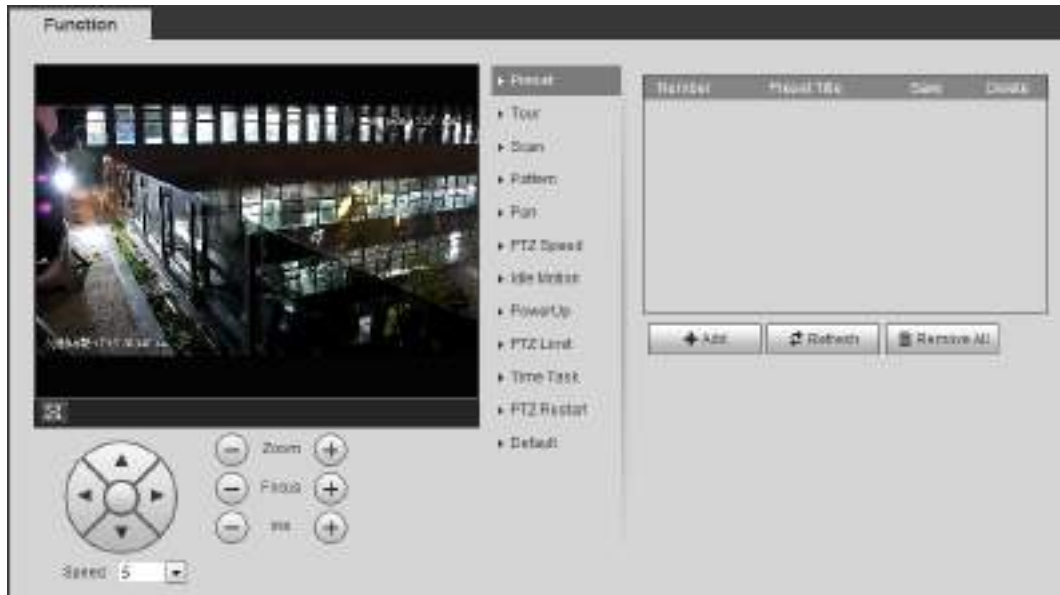 Function
Preset
Tour
Scan
Pattern
Pan
PTZ Speed
Idle Motion
PowerUp
PTZ Limit
Time Task
PTZ Restart
Default
Number Preset Title Save Delete
Add Refresh Remove All
Zoom
Focus
Iris
Speed 5